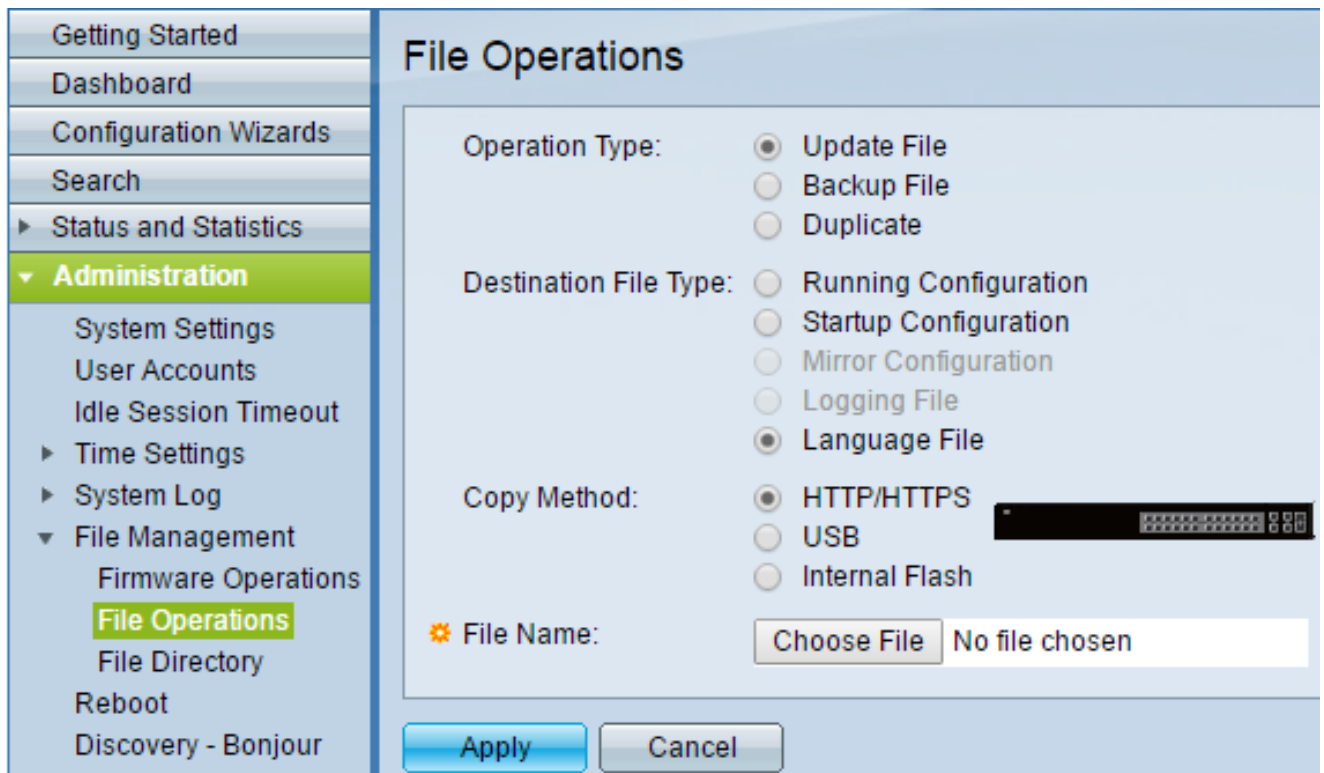 Getting Started
Dashboard
Configuration Wizards
Search
Status and Statistics
Administration
System Settings
User Accounts
Idle Session Timeout
Time Settings
System Log
File Management
Firmware Operations
File Operations
File Directory
Reboot
Discovery - Bonjour
File Operations
Operation Type:
Update File
Backup File
Duplicate
Destination File Type:
Running Configuration
Startup Configuration
Mirror Configuration
Logging File
Language File
Copy Method:
HTTP/HTTPS
USB
Internal Flash
File Name:
Choose File No file chosen
Apply Cancel